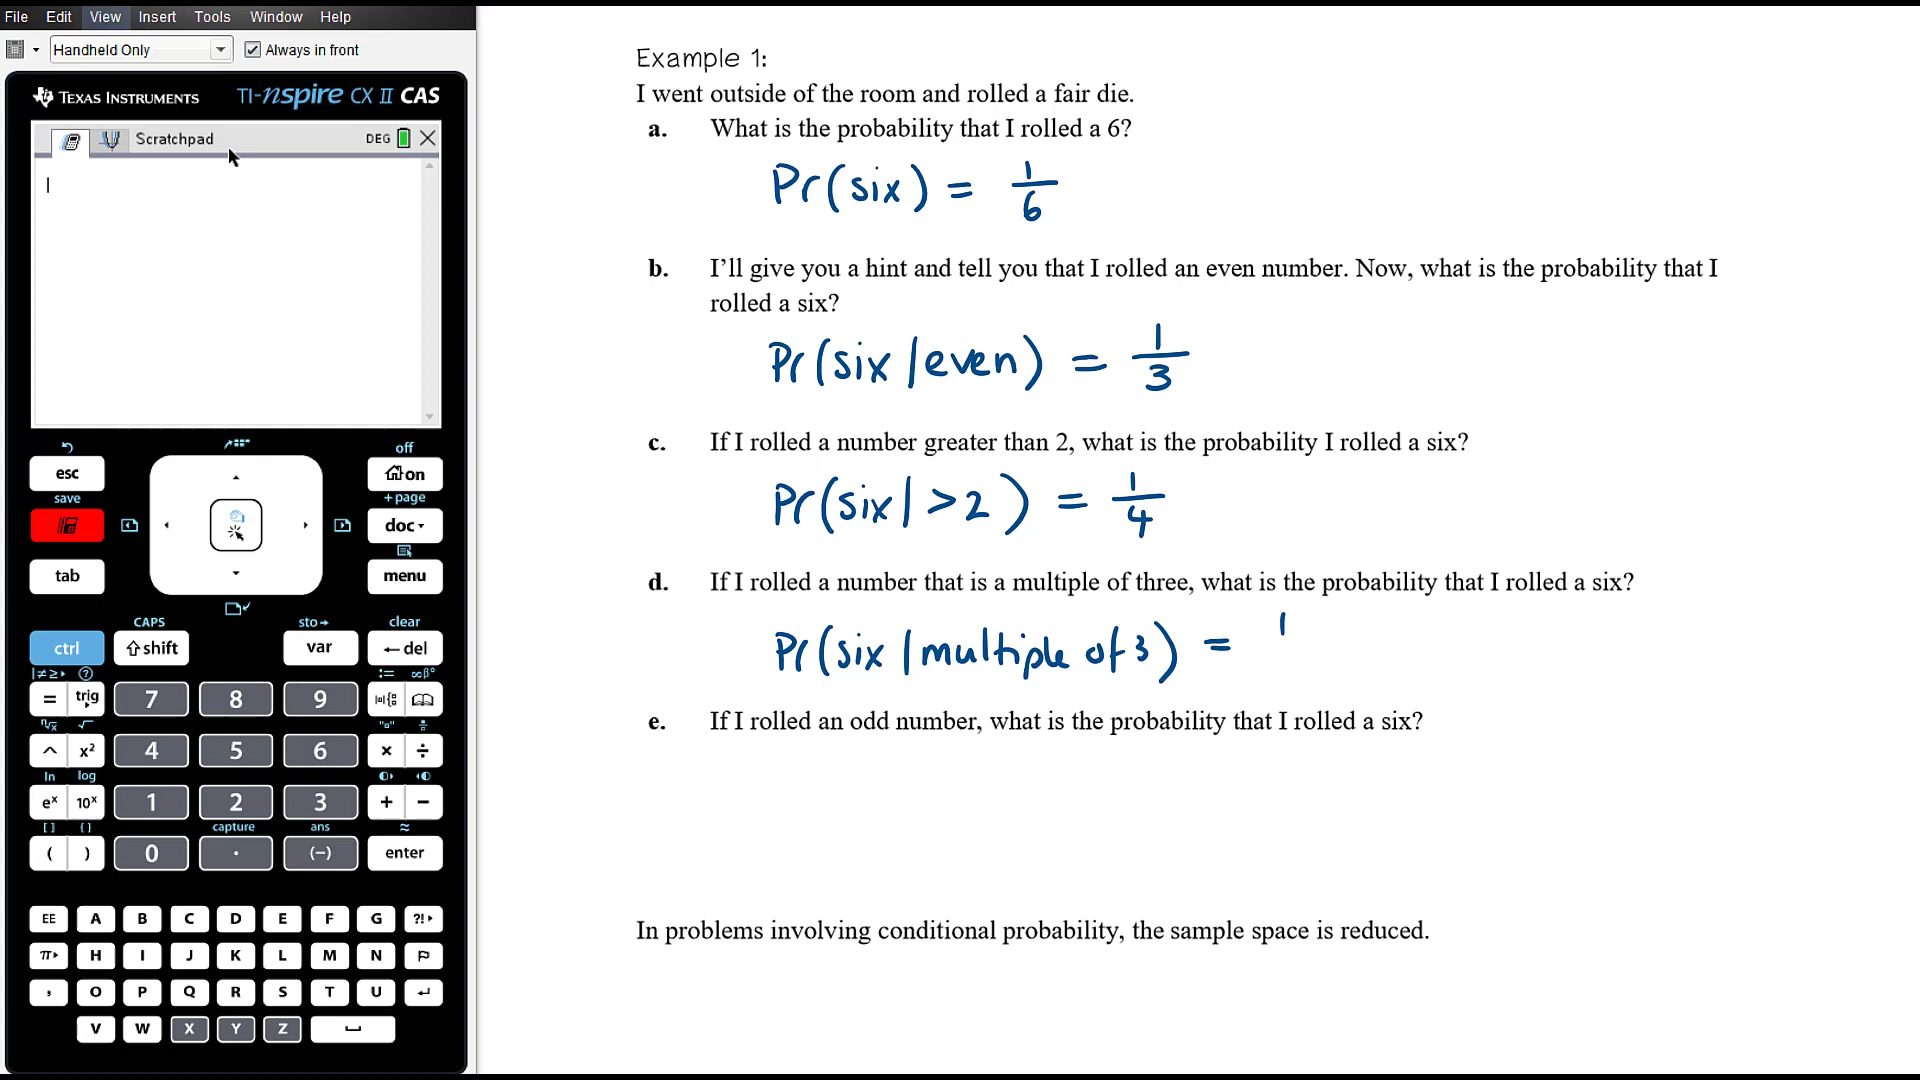 File Edit View Insert Tools Window Help
Handheld Only Always in front
TEXAS INSTRUMENTS TI-nspire CX II CAS
Scratchpad DEG
off
esc on
save + page
doc
tab menu
CAPS sto→ clear
ctrl ⇧shift var ←del
|≠≥▸ ? := ∞β°
= trig 7 8 9
ⁿ√x √
^ x² 4 5 6 × ÷
ln log
eˣ 10ˣ 1 2 3 + −
[ ] { } capture ans ≈
( ) 0 . (−) enter
EE A B C D E F G ?!▸
π▸ H I J K L M N
, O P Q R S T U ↵
V W X Y Z
Example 1:
I went outside of the room and rolled a fair die.
a. What is the probability that I rolled a 6?
Pr(six) = 1/6
b. I’ll give you a hint and tell you that I rolled an even number. Now, what is the probability that I
rolled a six?
Pr(six|even) = 1/3
c. If I rolled a number greater than 2, what is the probability I rolled a six?
Pr(six| >2) = 1/4
d. If I rolled a number that is a multiple of three, what is the probability that I rolled a six?
Pr(six|multiple of 3) = 1
e. If I rolled an odd number, what is the probability that I rolled a six?
In problems involving conditional probability, the sample space is reduced.